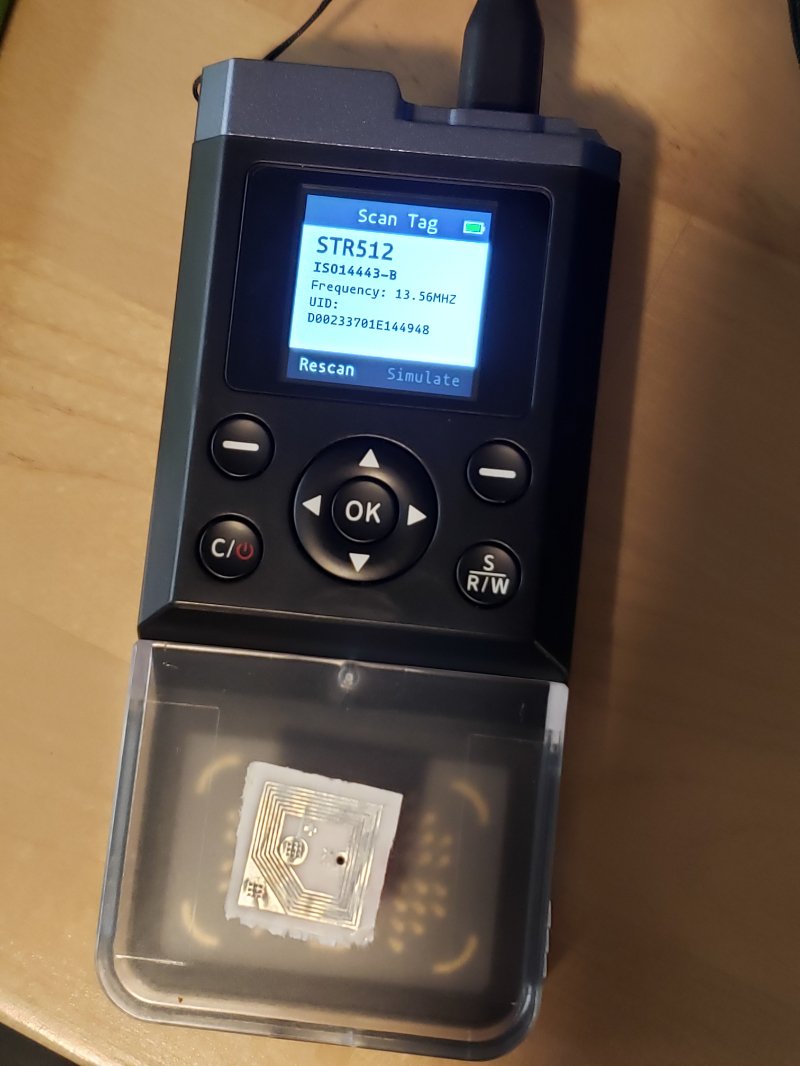 Scan Tag
STR512
ISO14443-B
Frequency: 13.56MHZ
UID:
D00233701E144948
Rescan Simulate
OK
C/
S
R/W